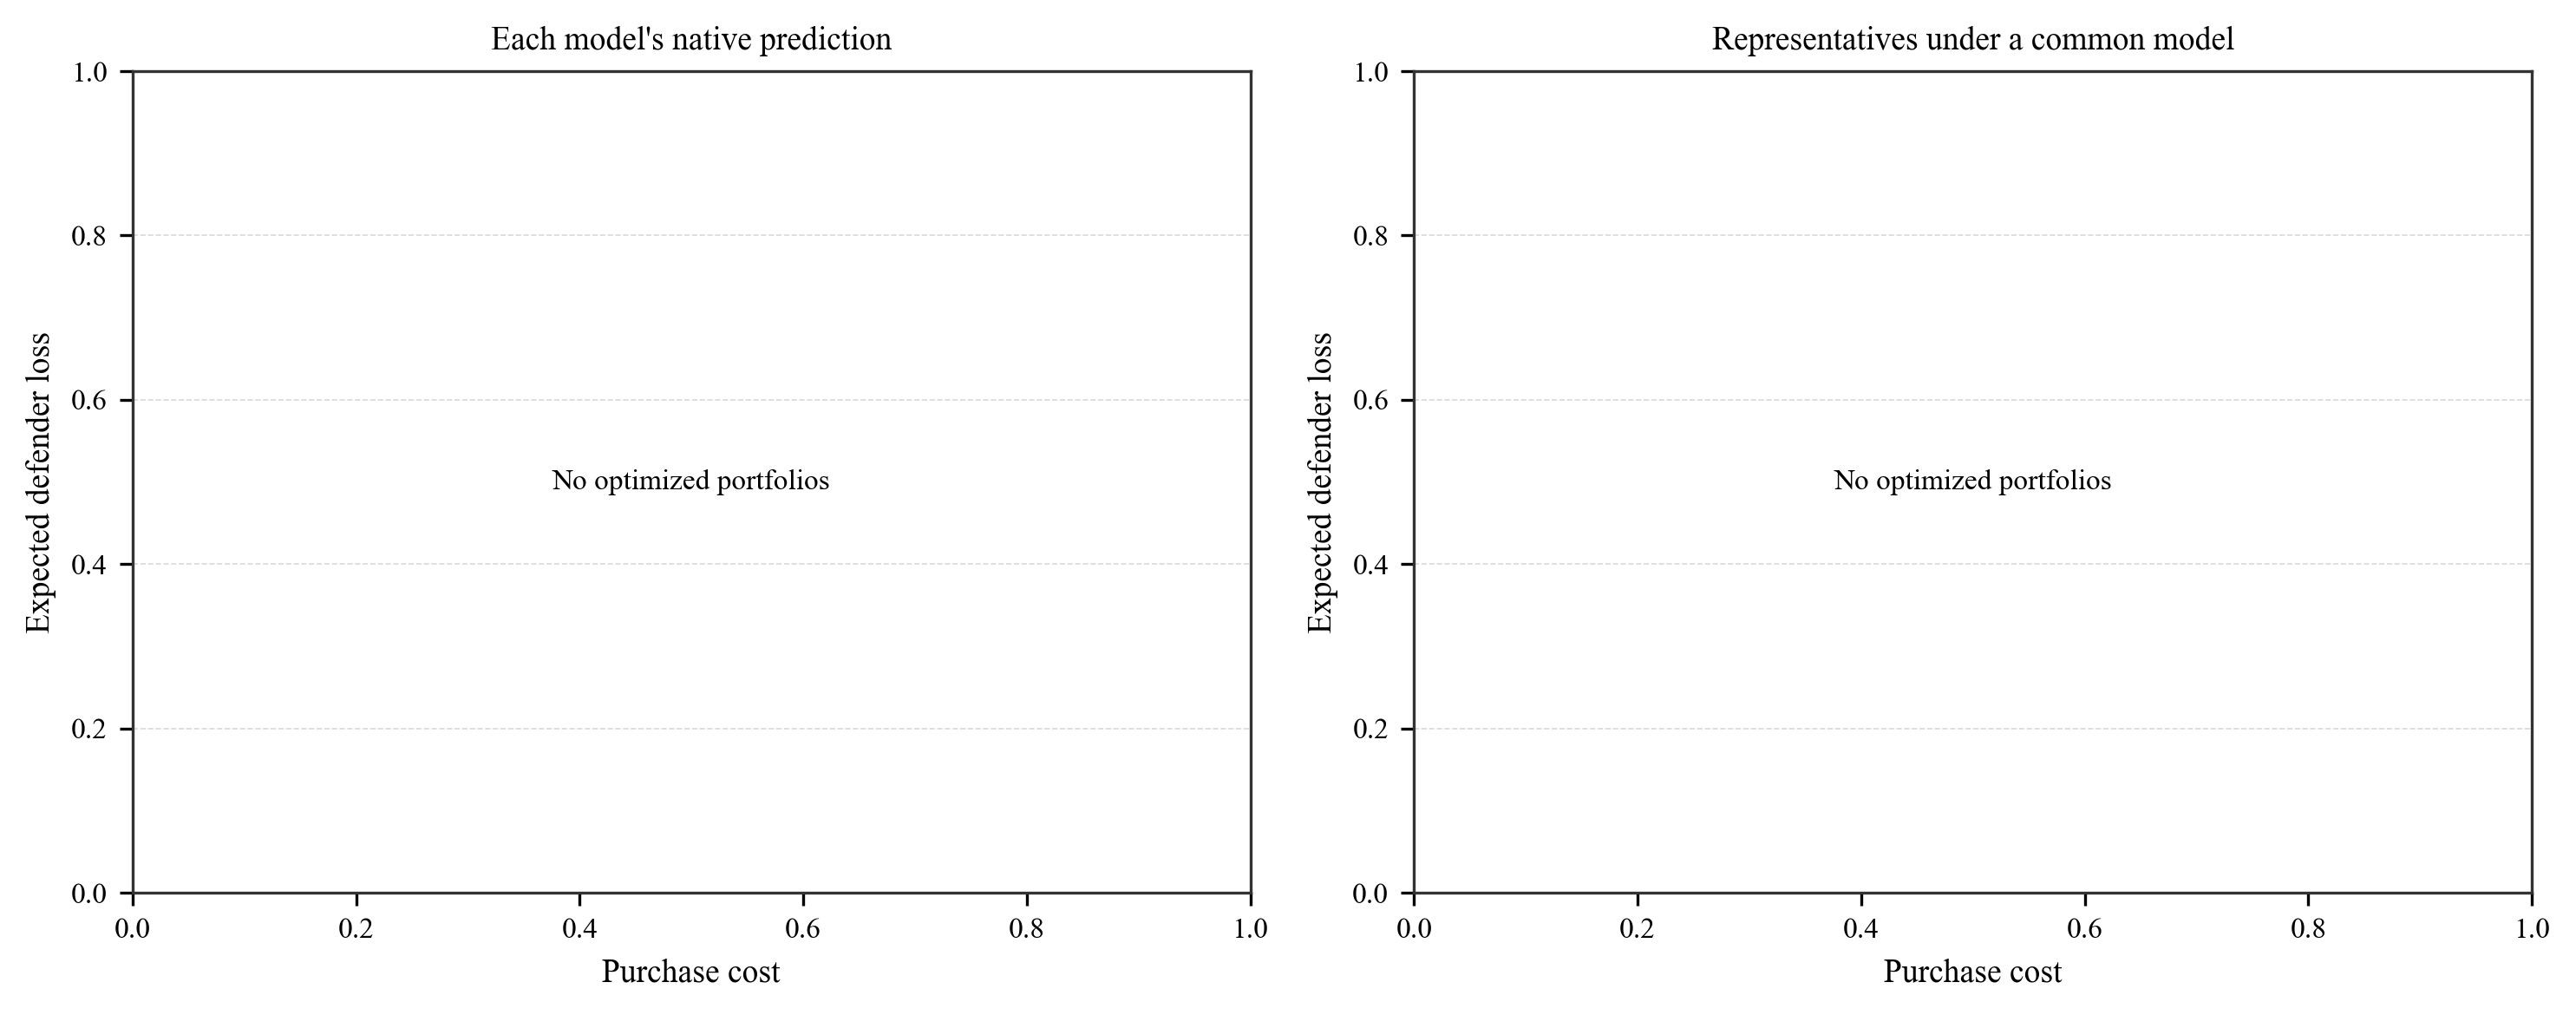 Each model's native prediction
1.0
0.8
0.6
0.4
0.2
0.0
Expected defender loss
No optimized portfolios
0.0 0.2 0.4 0.6 0.8 1.0
Purchase cost
Representatives under a common model
1.0
0.8
0.6
0.4
0.2
0.0
Expected defender loss
No optimized portfolios
0.0 0.2 0.4 0.6 0.8 1.0
Purchase cost